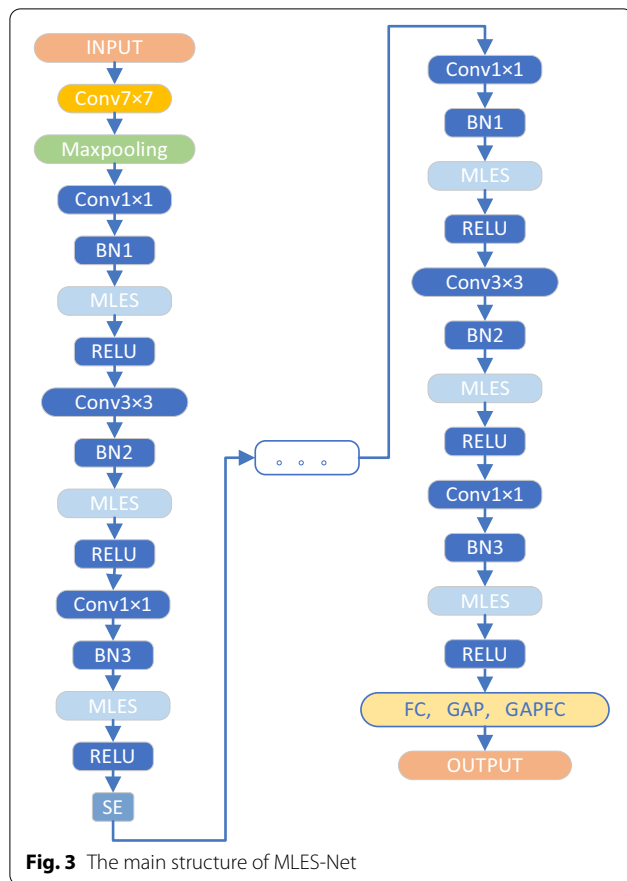 INPUT
Conv7×7
Maxpooling
Conv1×1
BN1
MLES
RELU
Conv3×3
BN2
MLES
RELU
Conv1×1
BN3
MLES
RELU
SE
。。。
Conv1×1
BN1
MLES
RELU
Conv3×3
BN2
MLES
RELU
Conv1×1
BN3
MLES
RELU
FC, GAP, GAPFC
OUTPUT
Fig. 3 The main structure of MLES-Net